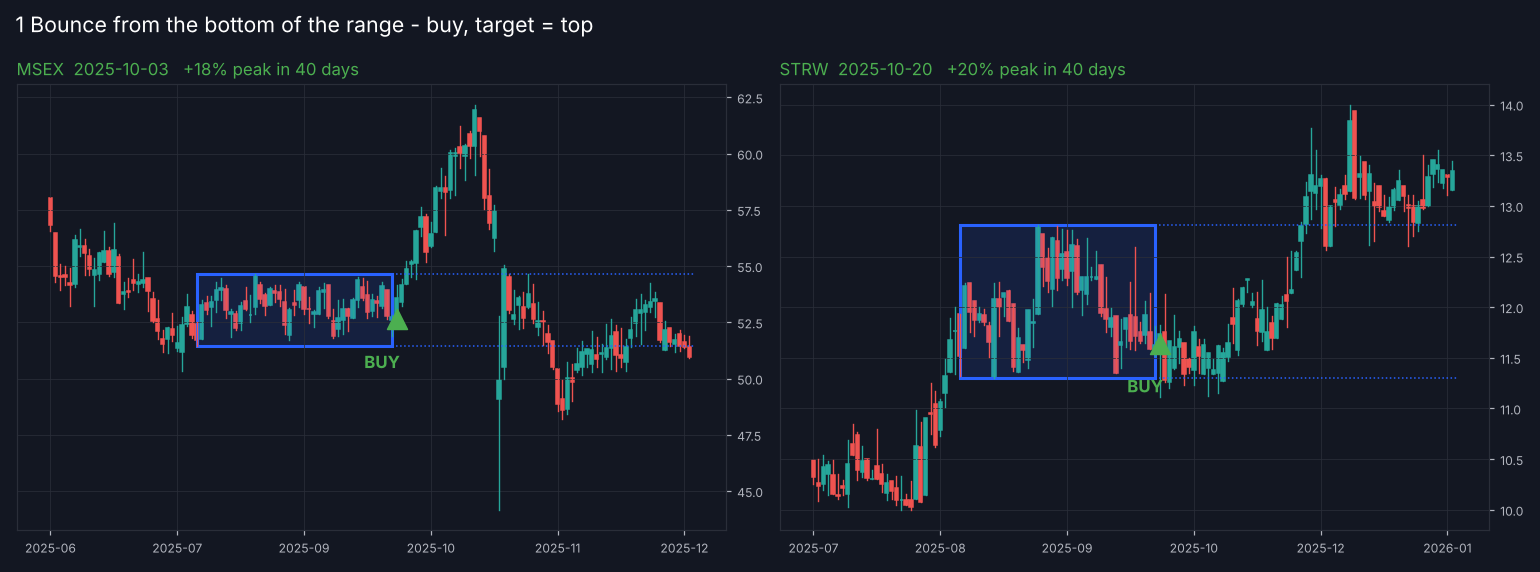 1 Bounce from the bottom of the range - buy, target = top
MSEX 2025-10-03 +18% peak in 40 days
62.5
60.0
57.5
55.0
52.5
50.0
47.5
45.0
BUY
2025-06 2025-07 2025-09 2025-10 2025-11 2025-12
STRW 2025-10-20 +20% peak in 40 days
14.0
13.5
13.0
12.5
12.0
11.5
11.0
10.5
10.0
BUY
2025-07 2025-08 2025-09 2025-10 2025-12 2026-01